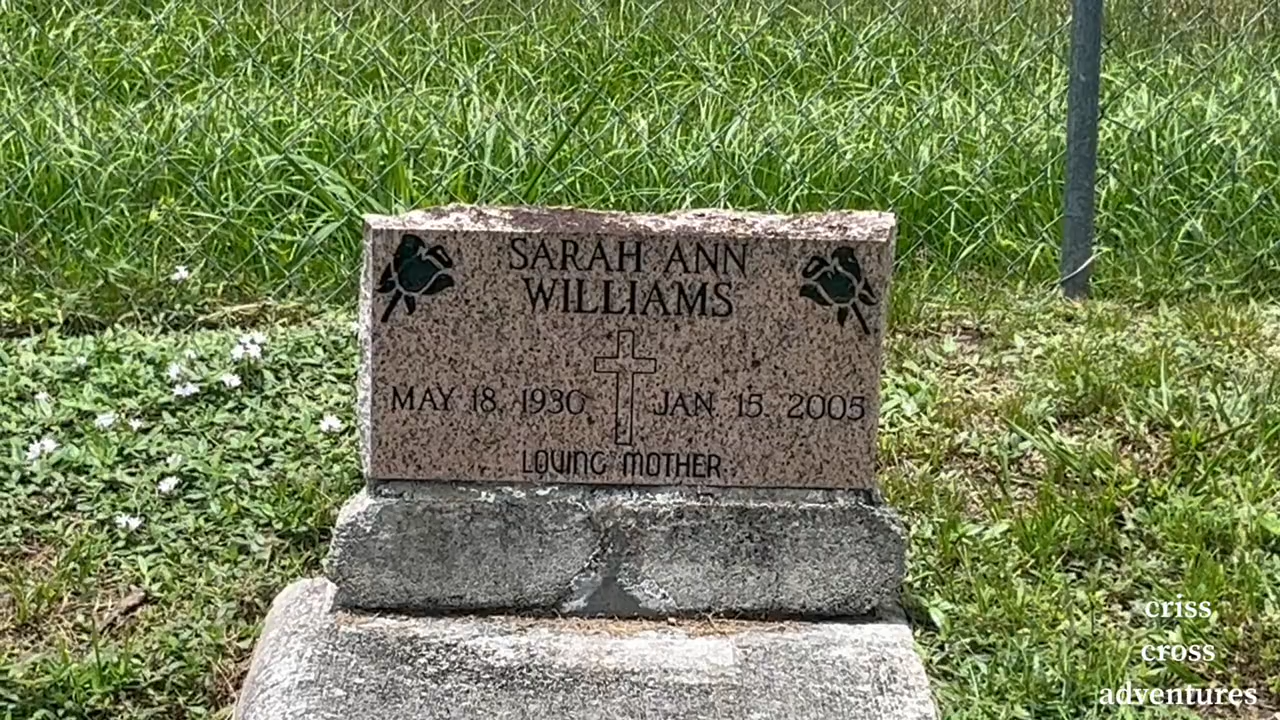 SARAH ANN
WILLIAMS
MAY 18, 1930 JAN. 15, 2005
LOVING MOTHER
criss
cross
adventures